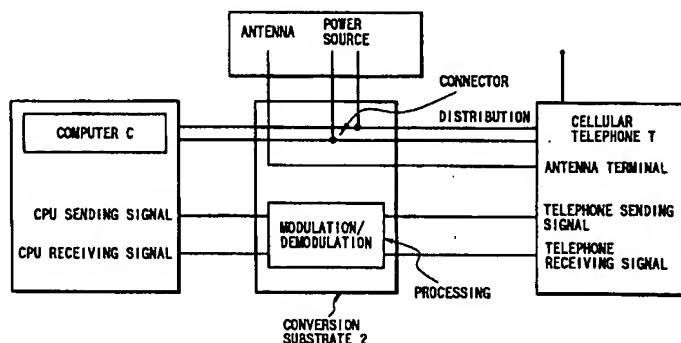 ANTENNA
POWER
SOURCE
CONNECTOR
DISTRIBUTION
COMPUTER C
CELLULAR
TELEPHONE T
ANTENNA TERMINAL
CPU SENDING SIGNAL
MODULATION/
DEMODULATION
TELEPHONE SENDING
SIGNAL
CPU RECEIVING SIGNAL
TELEPHONE
RECEIVING SIGNAL
PROCESSING
CONVERSION
SUBSTRATE 2